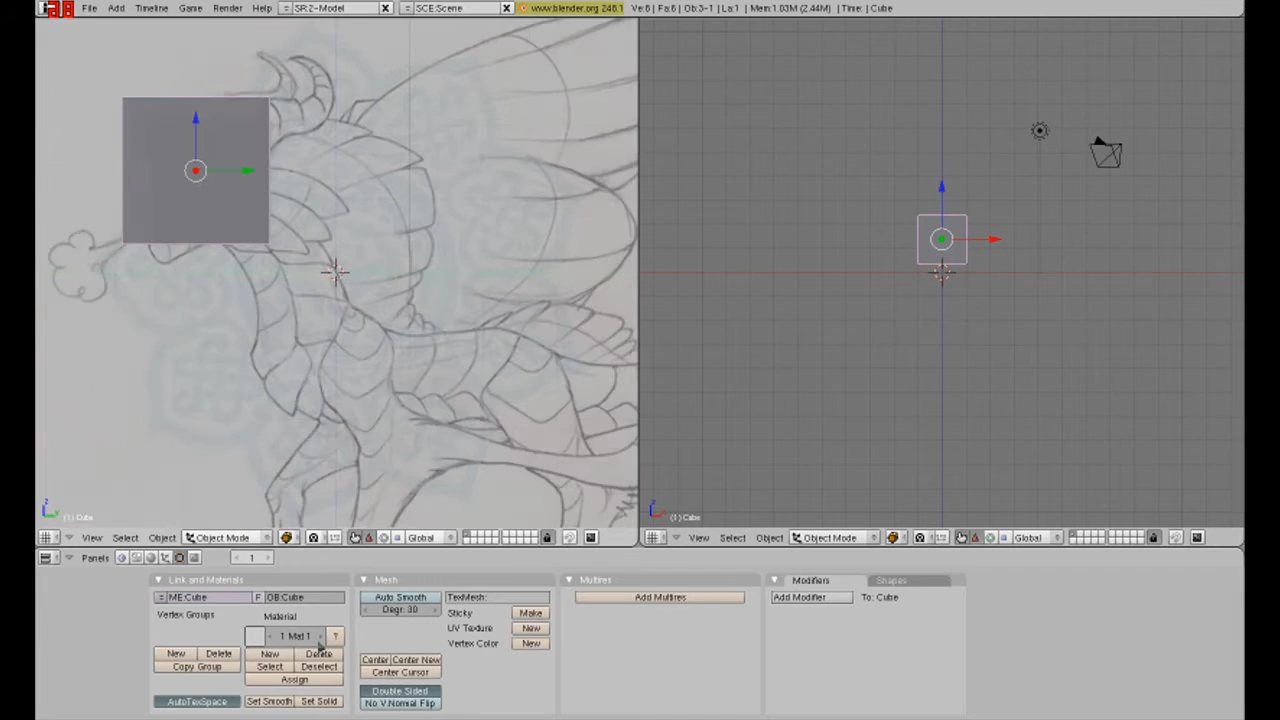 File Add Timeline Game Render Help SR:2-Model SCE:Scene www.blender.org 246.1 Ve:8 | Fa:6 | Ob:3-1 | La:1 | Mem:1.03M (2.44M) | Time: | Cube
(1) Cube (1) Cube
View Select Object Object Mode Global View Select Object Object Mode Global
Panels 1
Link and Materials Mesh Multires Modifiers Shapes
ME:Cube F OB:Cube Auto Smooth TexMesh: Add Multires Add Modifier To: Cube
Degr: 30
Vertex Groups Material Sticky Make
1 Mat 1 ? UV Texture New
Vertex Color New
New Delete New Delete
Copy Group Select Deselect Center Center New
Assign Center Cursor
AutoTexSpace Set Smooth Set Solid Double Sided
No V.Normal Flip